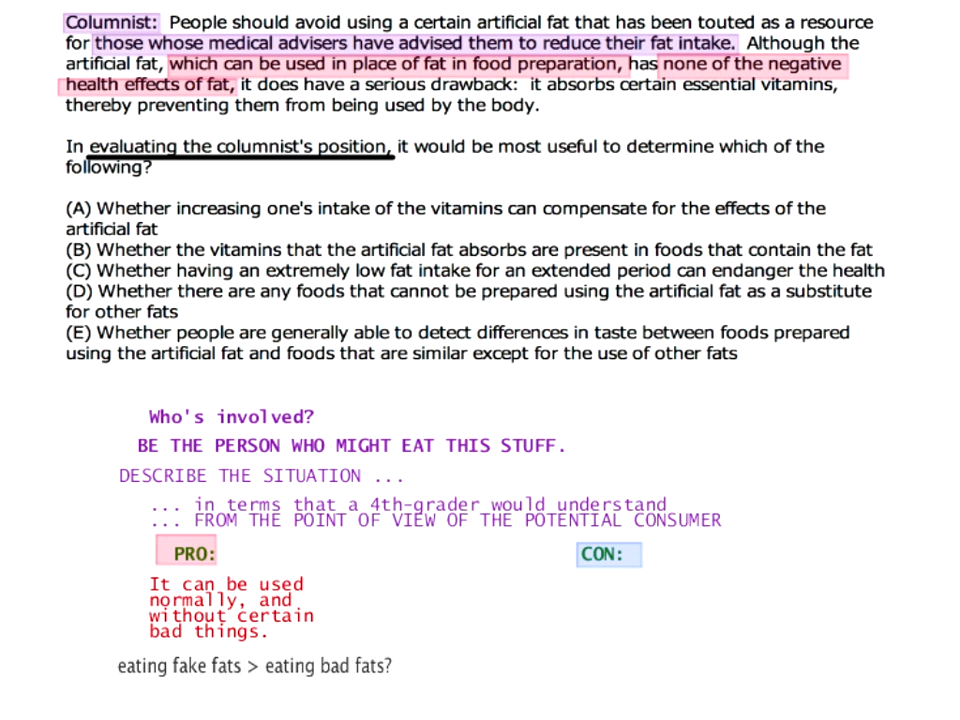 Columnist: People should avoid using a certain artificial fat that has been touted as a resource
for those whose medical advisers have advised them to reduce their fat intake. Although the
artificial fat, which can be used in place of fat in food preparation, has none of the negative
health effects of fat, it does have a serious drawback: it absorbs certain essential vitamins,
thereby preventing them from being used by the body.
In evaluating the columnist's position, it would be most useful to determine which of the
following?
(A) Whether increasing one's intake of the vitamins can compensate for the effects of the
artificial fat
(B) Whether the vitamins that the artificial fat absorbs are present in foods that contain the fat
(C) Whether having an extremely low fat intake for an extended period can endanger the health
(D) Whether there are any foods that cannot be prepared using the artificial fat as a substitute
for other fats
(E) Whether people are generally able to detect differences in taste between foods prepared
using the artificial fat and foods that are similar except for the use of other fats
Who's involved?
BE THE PERSON WHO MIGHT EAT THIS STUFF.
DESCRIBE THE SITUATION ...
... in terms that a 4th-grader would understand
... FROM THE POINT OF VIEW OF THE POTENTIAL CONSUMER
PRO: CON:
It can be used
normally, and
without certain
bad things.
eating fake fats > eating bad fats?